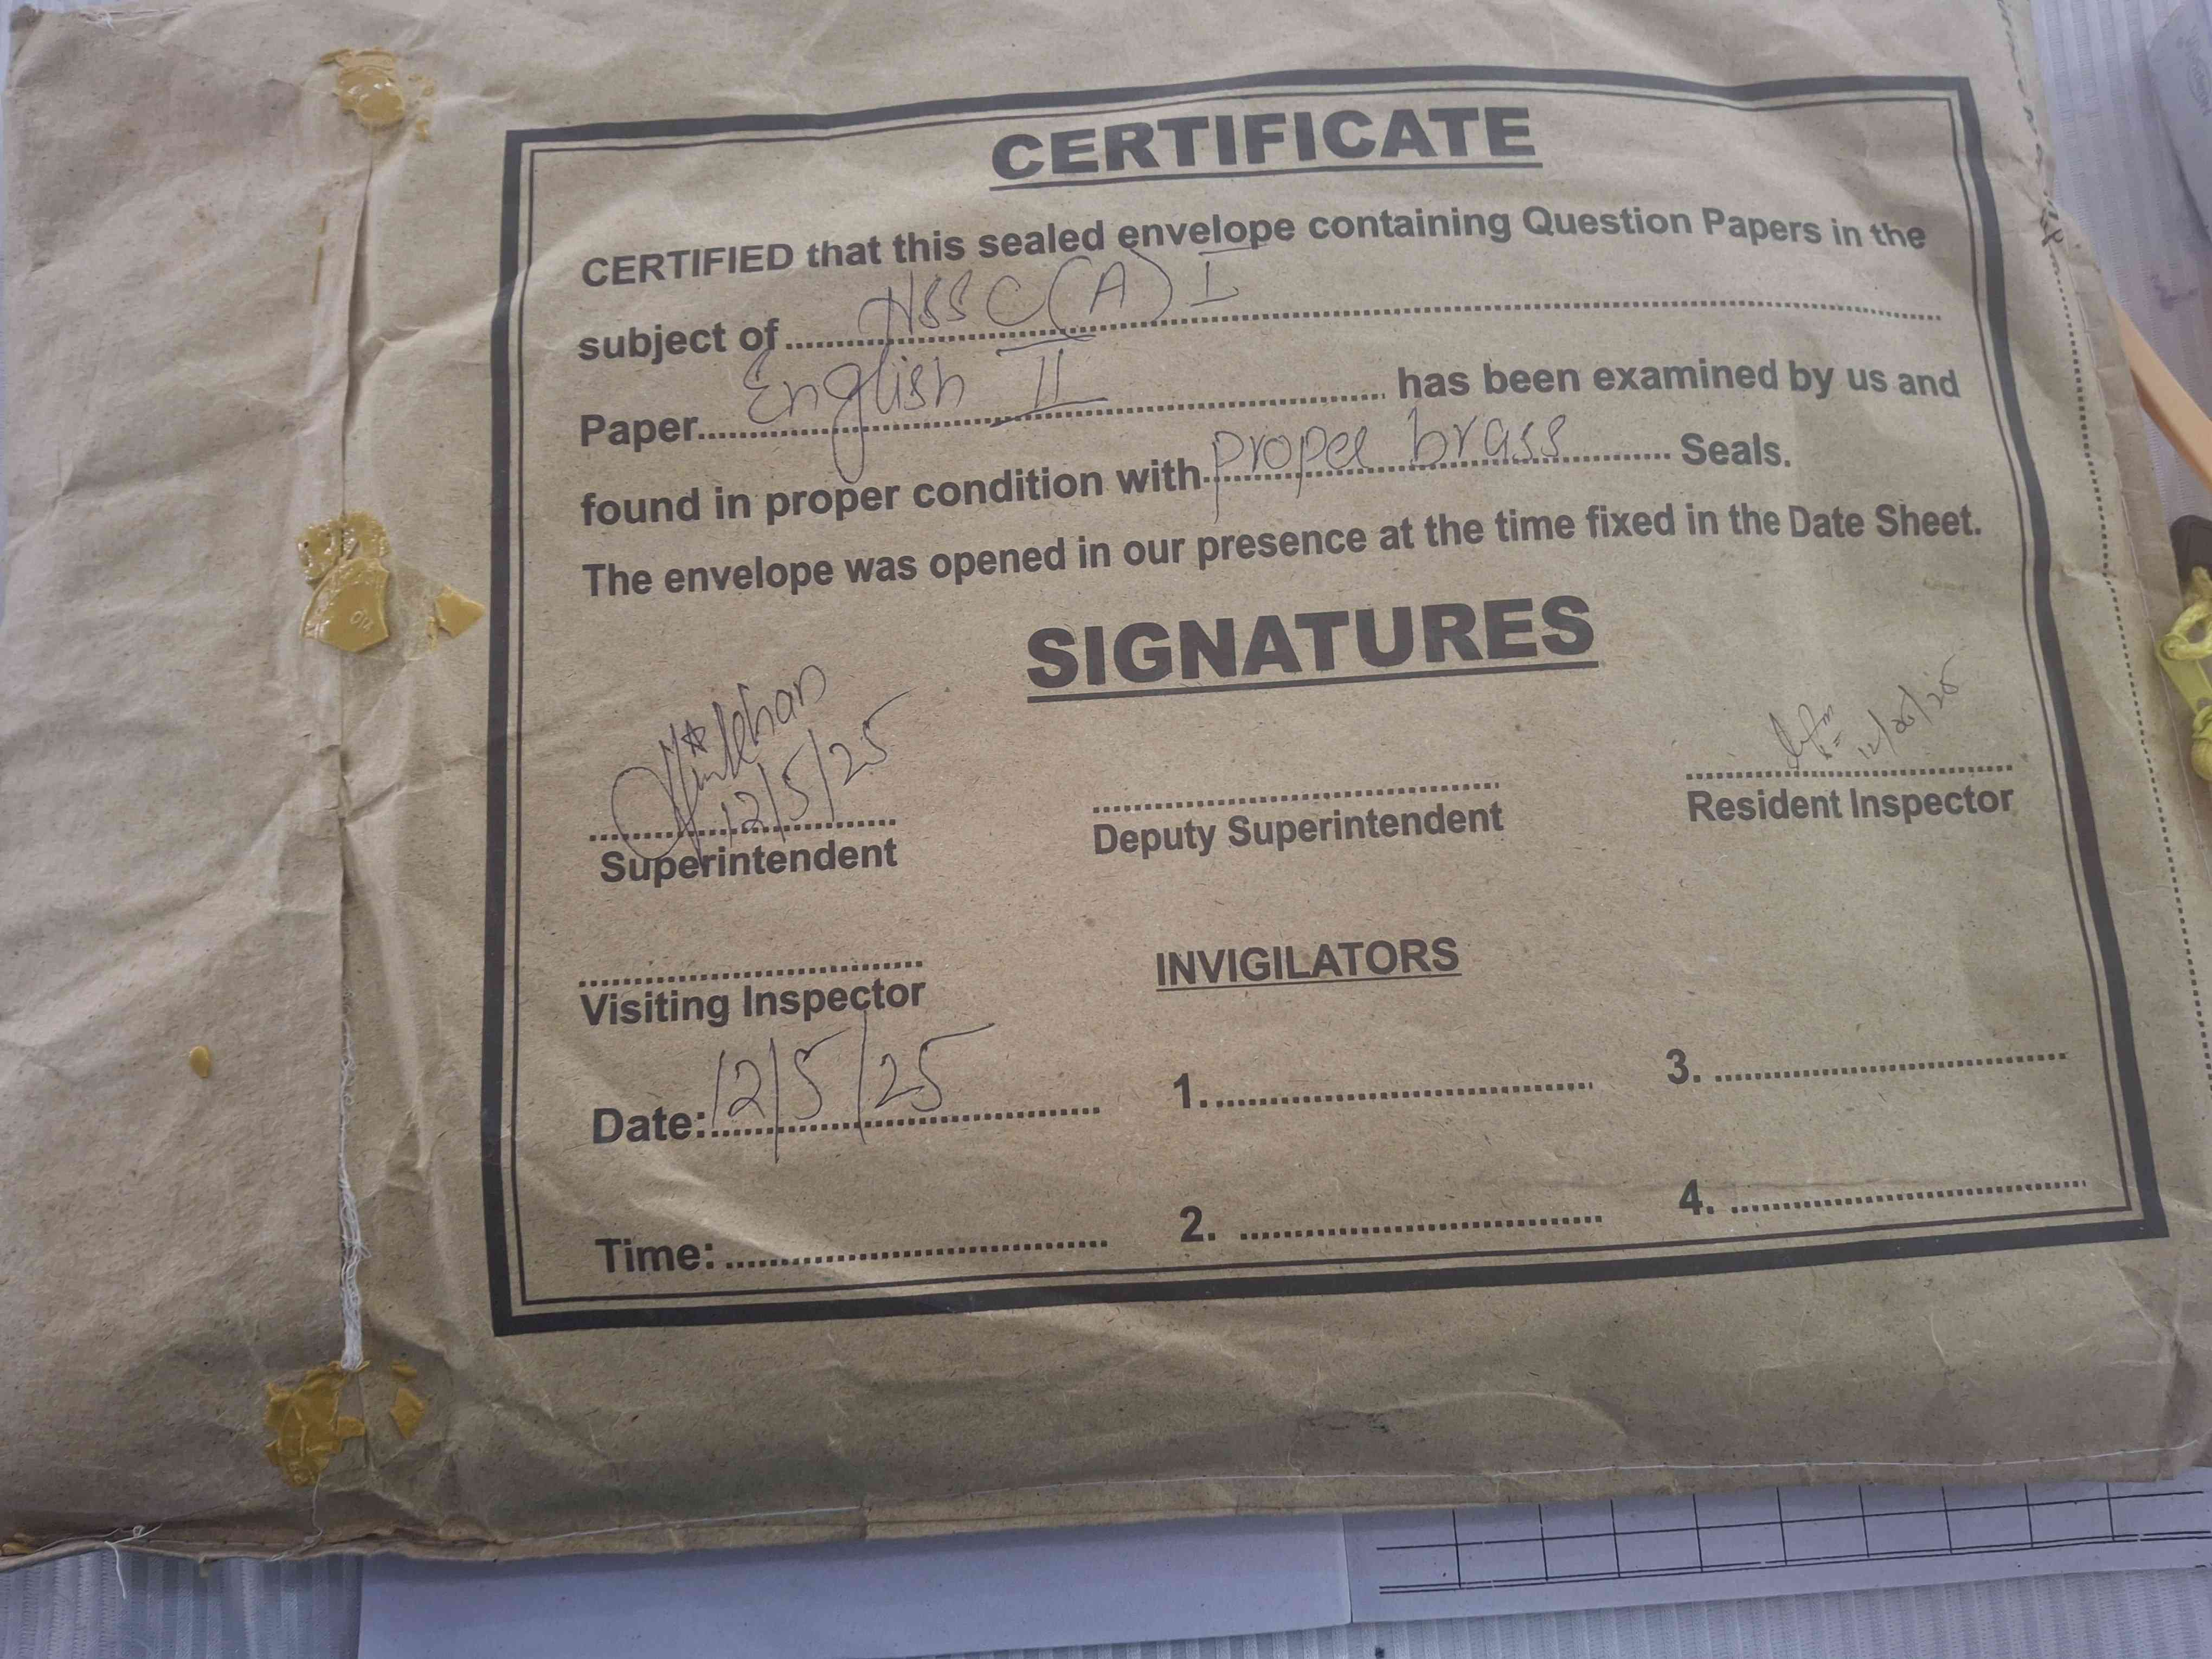 CERTIFICATE
CERTIFIED that this sealed envelope containing Question Papers in the
subject of HSSC (A) I
Paper English II has been examined by us and
found in proper condition with proper brass Seals.
The envelope was opened in our presence at the time fixed in the Date Sheet.
SIGNATURES
12/5/25
Superintendent
Deputy Superintendent
12/05/25
Resident Inspector
Visiting Inspector
INVIGILATORS
Date: 12/5/25
1.
3.
Time:
2.
4.